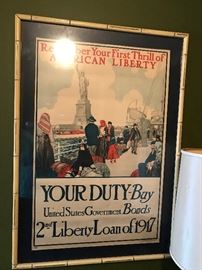 Remember Your First Thrill of
AMERICAN LIBERTY
YOUR DUTY-Buy
United States Government Bonds
2nd Liberty Loan of 1917